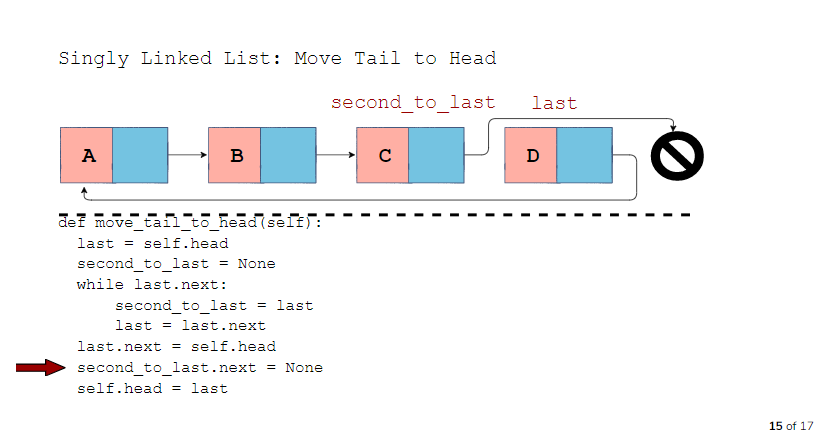 Singly Linked List: Move Tail to Head
second_to_last last
A B C D
def move_tail_to_head(self):
last = self.head
second_to_last = None
while last.next:
second_to_last = last
last = last.next
last.next = self.head
second_to_last.next = None
self.head = last
15 of 17